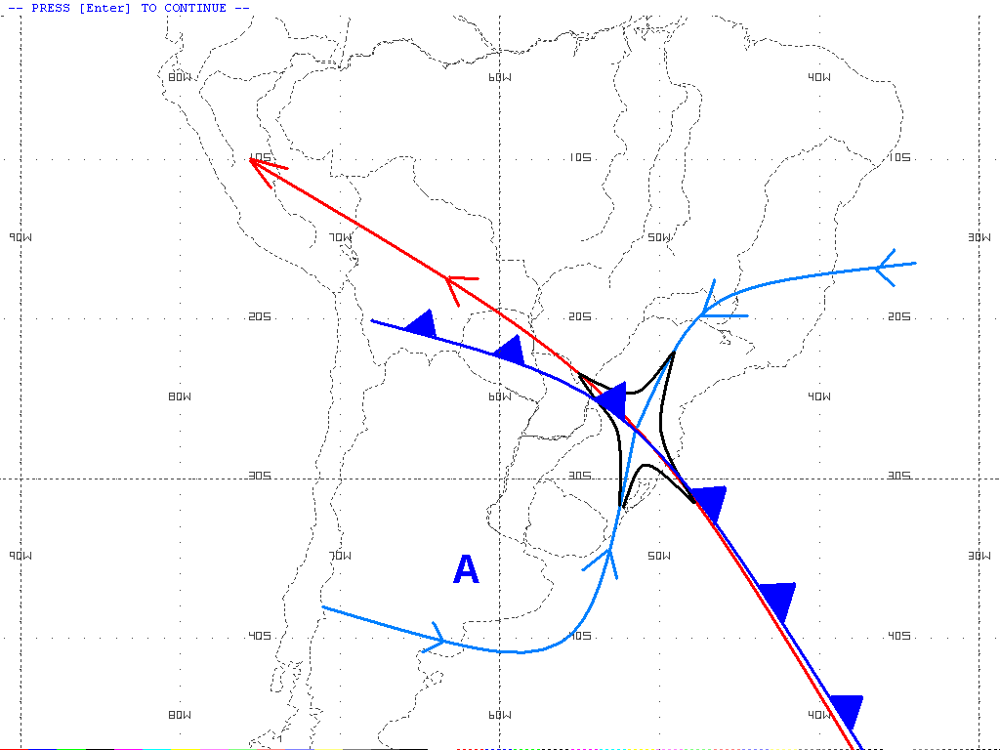 -- PRESS [Enter] TO CONTINUE --
80W 60W 40W
10S 10S 10S
90W 70W 50W 30W
20S 20S 20S
80W 60W 40W
30S 30S 30S
90W 70W 50W 30W
A
40S 40S 40S
80W 60W 40W